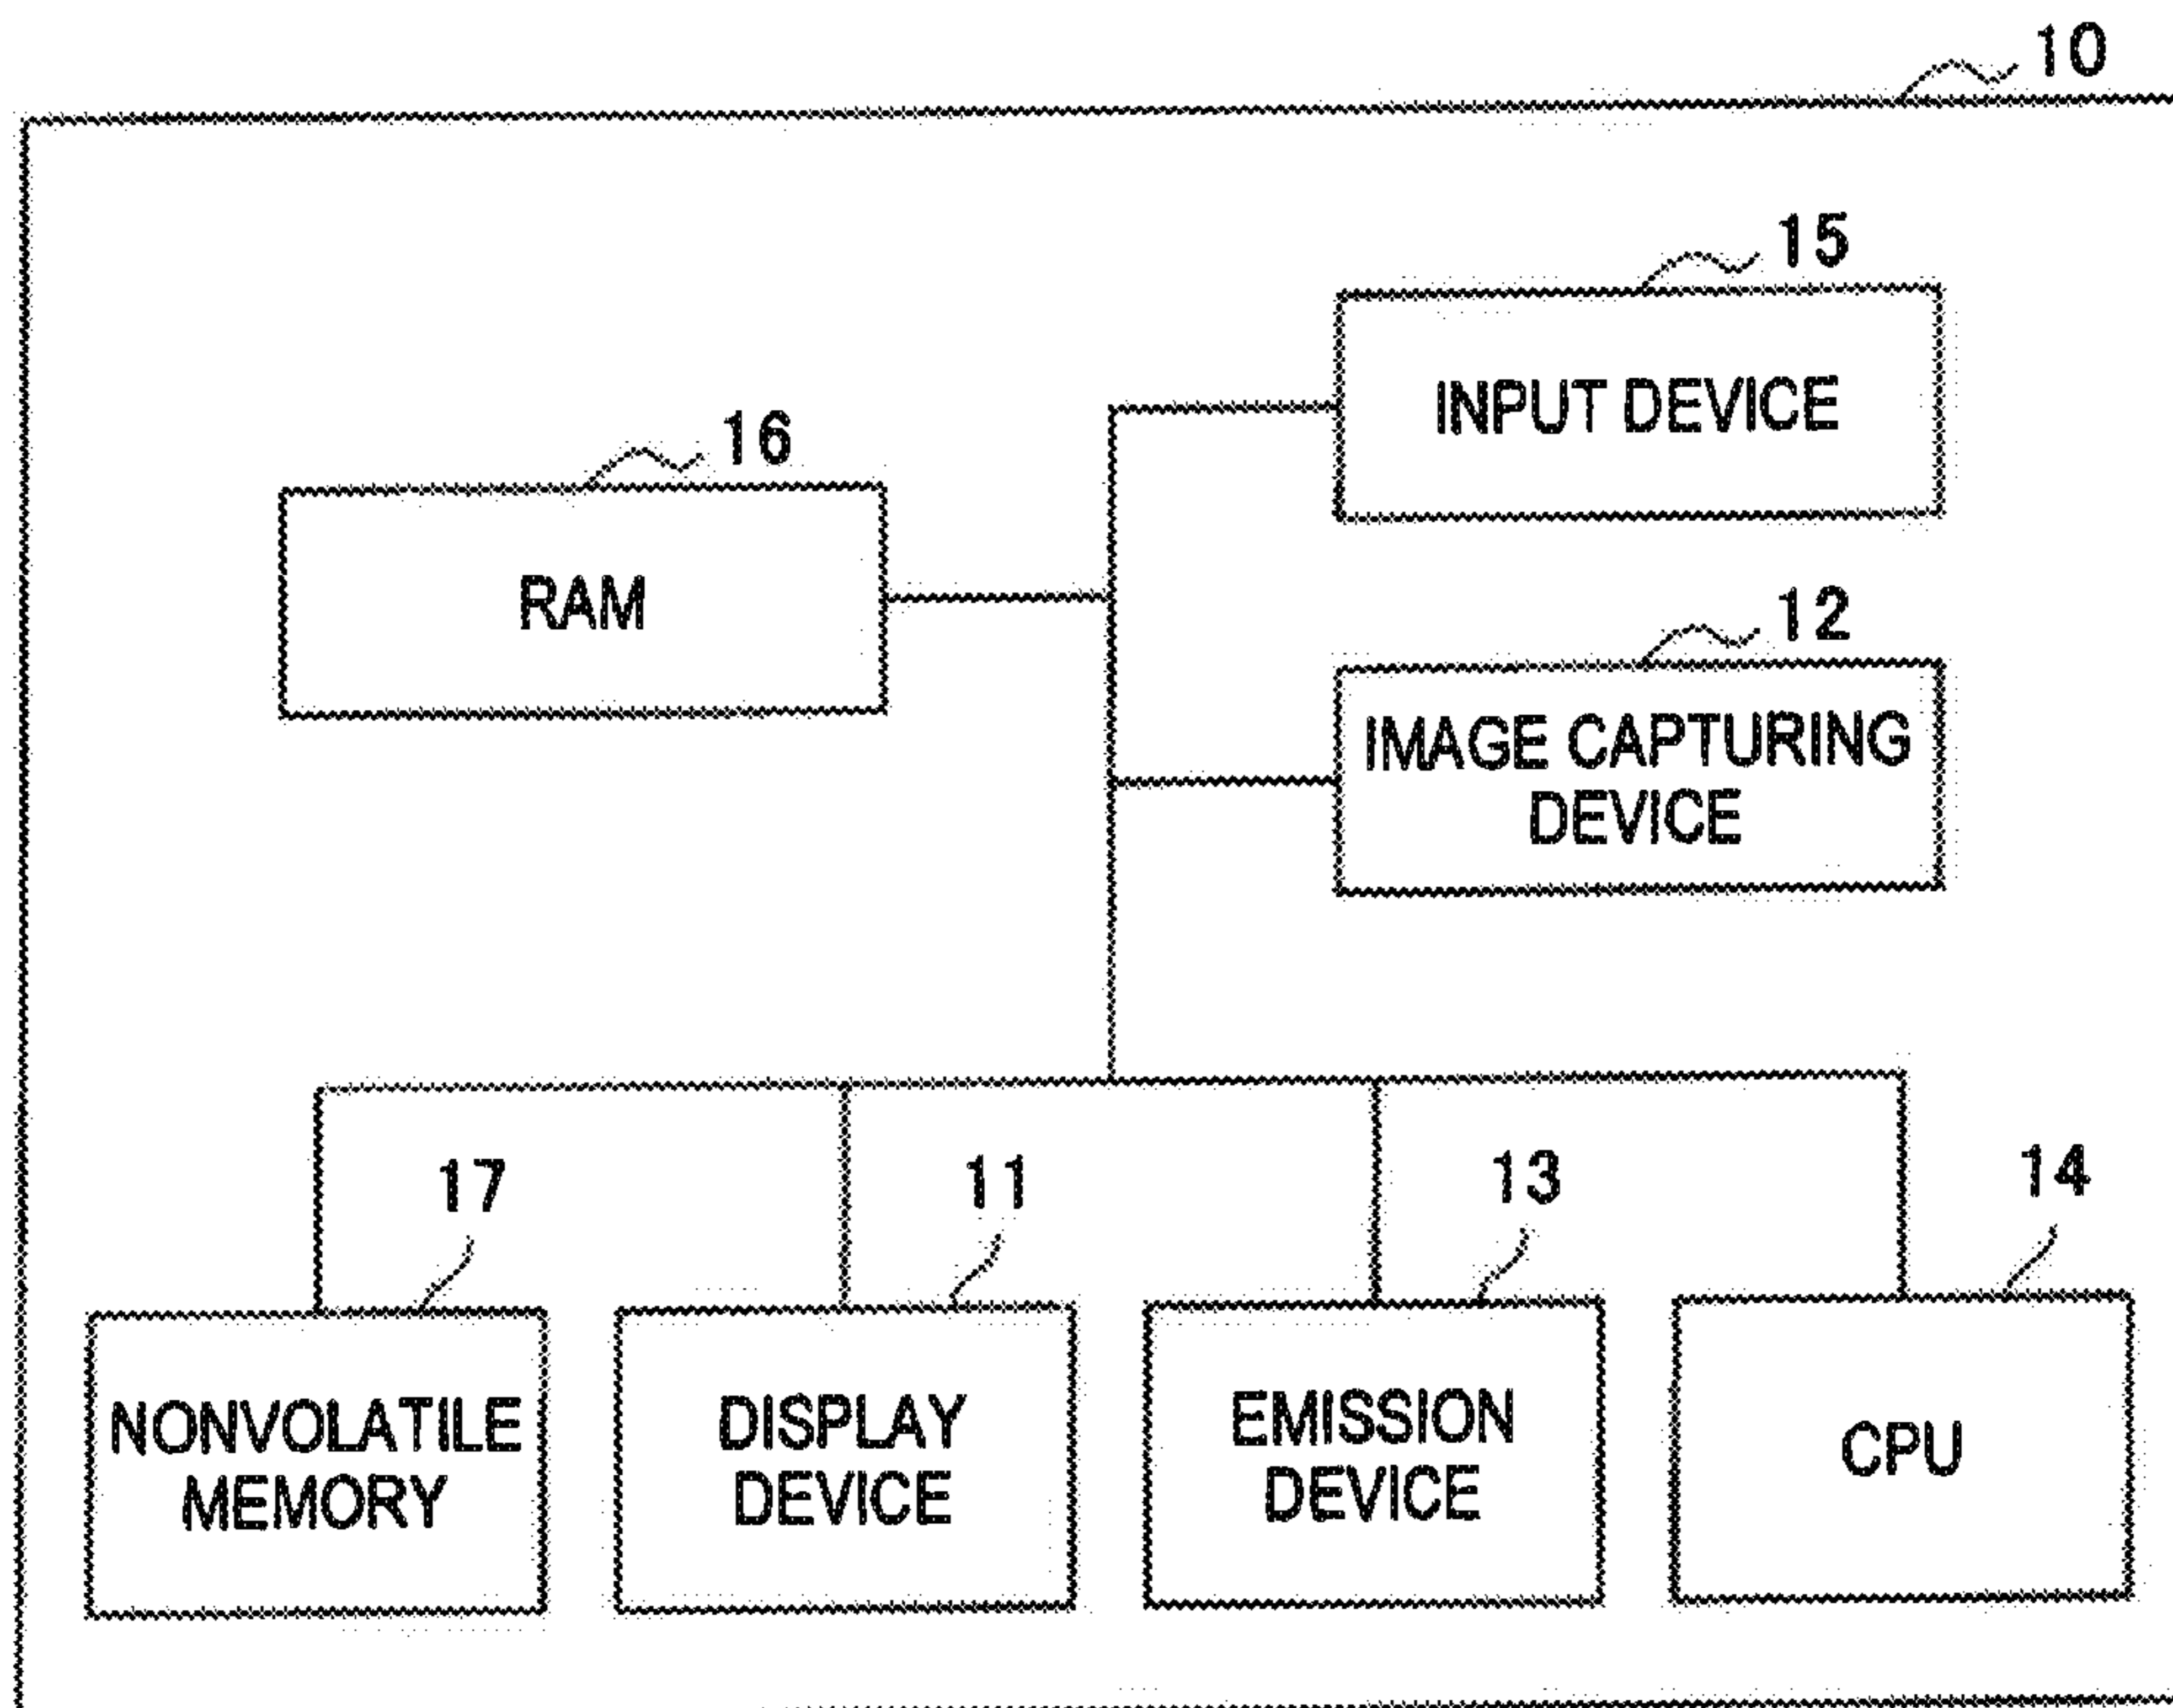 10
15
INPUT DEVICE
16
RAM
12
IMAGE CAPTURING
DEVICE
17
11
13
14
NONVOLATILE
MEMORY
DISPLAY
DEVICE
EMISSION
DEVICE
CPU